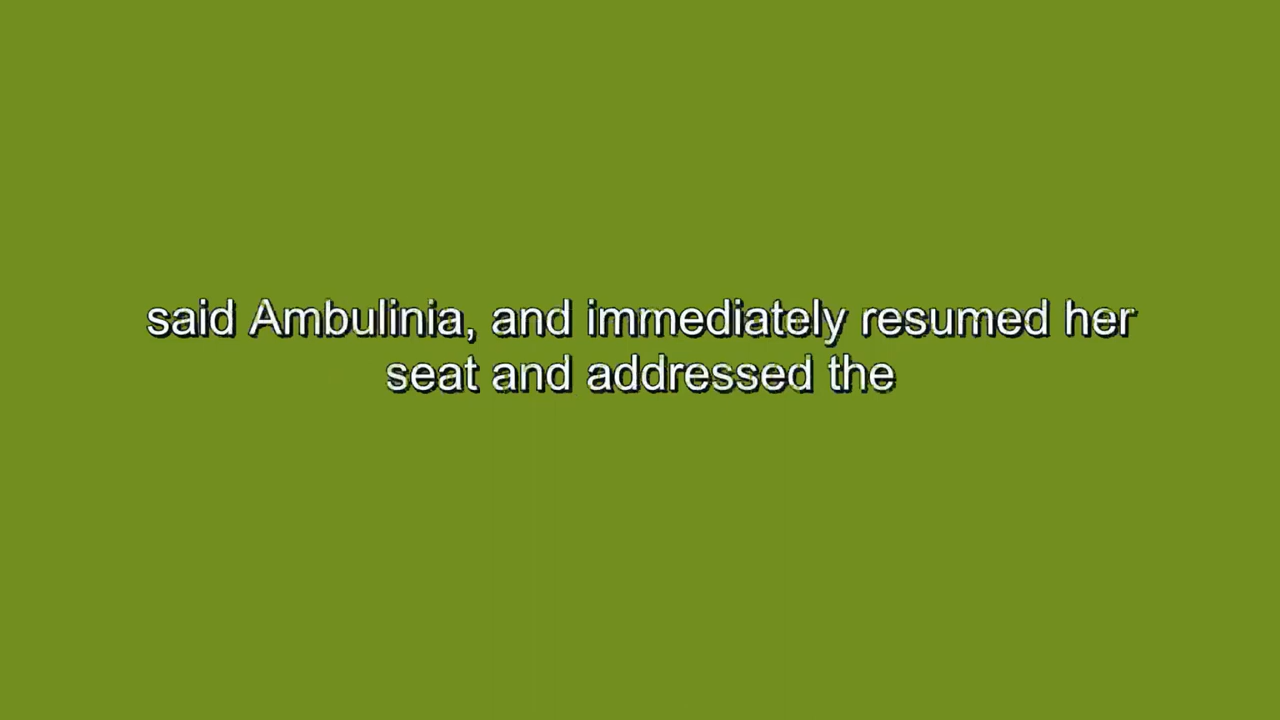 said Ambulinia, and immediately resumed her
seat and addressed the